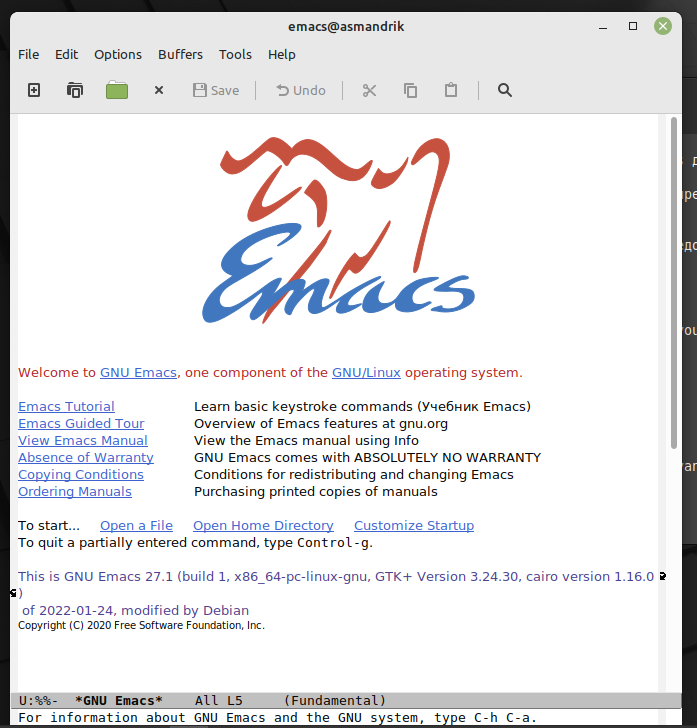 emacs@asmandrik
File Edit Options Buffers Tools Help
Save Undo
Emacs
Welcome to GNU Emacs, one component of the GNU/Linux operating system.
Emacs Tutorial Learn basic keystroke commands (Учебник Emacs)
Emacs Guided Tour Overview of Emacs features at gnu.org
View Emacs Manual View the Emacs manual using Info
Absence of Warranty GNU Emacs comes with ABSOLUTELY NO WARRANTY
Copying Conditions Conditions for redistributing and changing Emacs
Ordering Manuals Purchasing printed copies of manuals
To start... Open a File Open Home Directory Customize Startup
To quit a partially entered command, type Control-g.
This is GNU Emacs 27.1 (build 1, x86_64-pc-linux-gnu, GTK+ Version 3.24.30, cairo version 1.16.0
)
of 2022-01-24, modified by Debian
Copyright (C) 2020 Free Software Foundation, Inc.
U:%%- *GNU Emacs* All L5 (Fundamental)
For information about GNU Emacs and the GNU system, type C-h C-a.